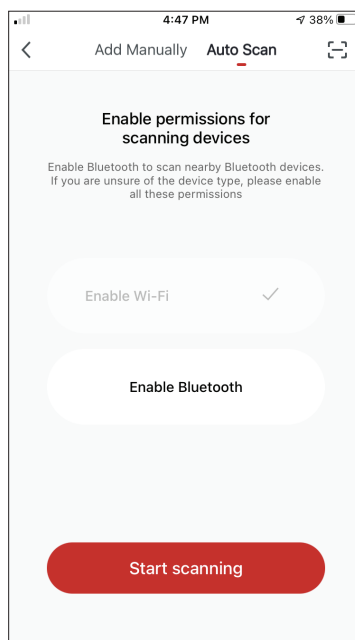 4:47 PM
38%
Add Manually Auto Scan
Enable permissions for
scanning devices
Enable Bluetooth to scan nearby Bluetooth devices.
If you are unsure of the device type, please enable
all these permissions
Enable Wi-Fi
Enable Bluetooth
Start scanning